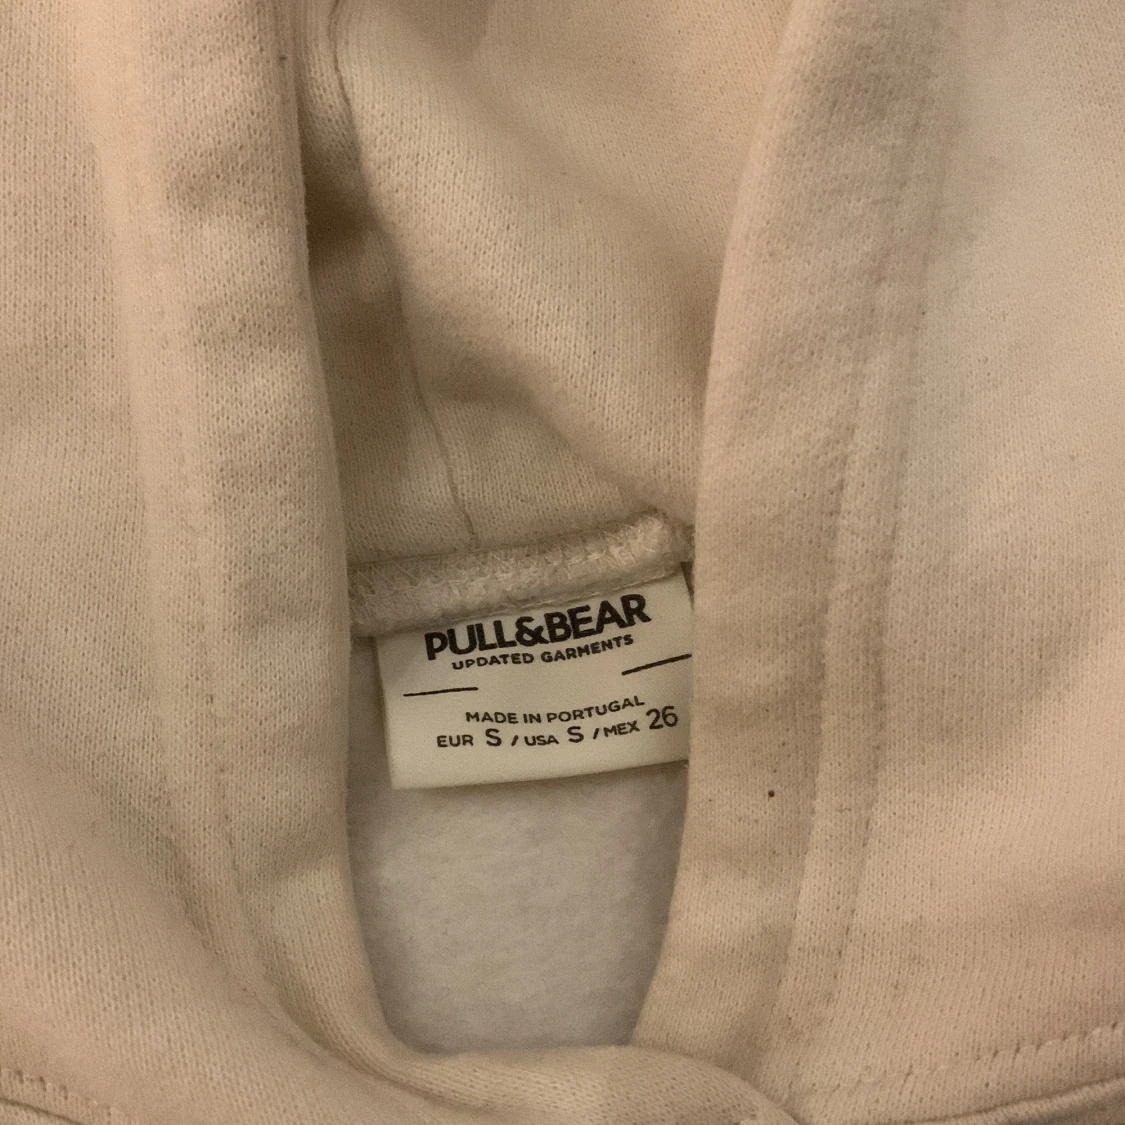 PULL&BEAR
UPDATED GARMENTS
MADE IN PORTUGAL
EUR S / USA S / MEX 26